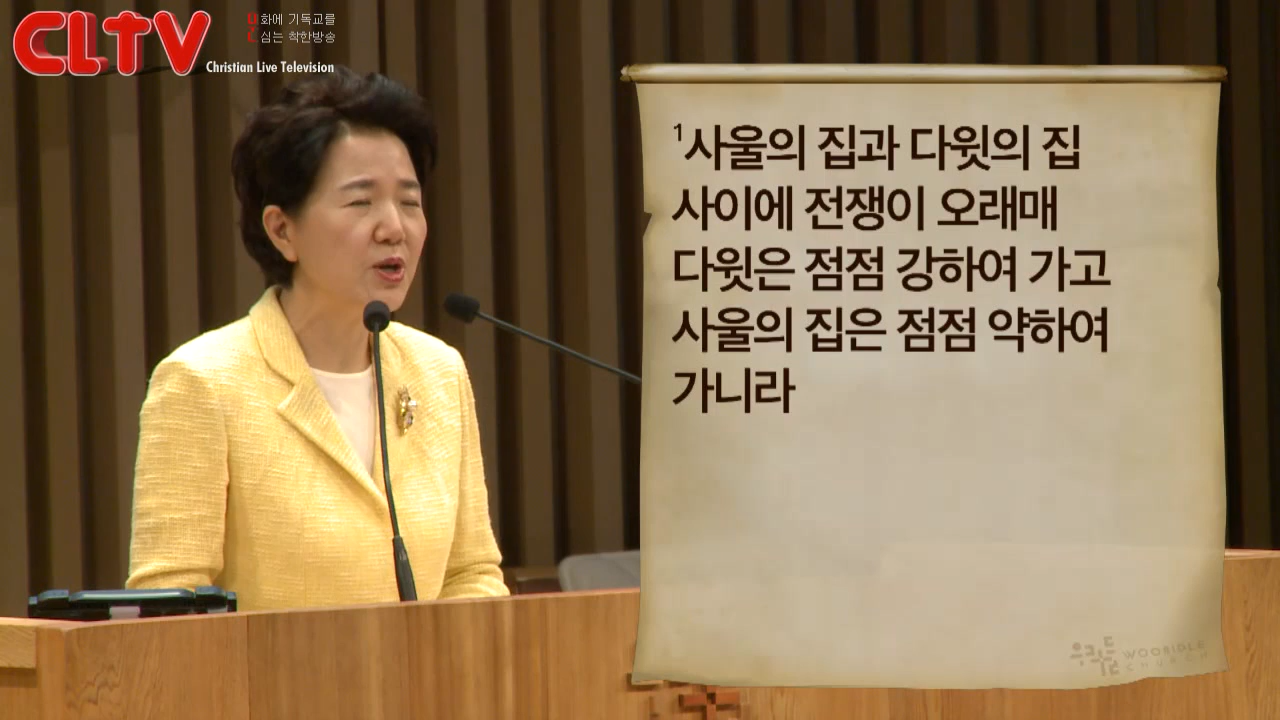 CLTV
문화에 기독교를
심는 착한방송
Christian Live Television
1사울의 집과 다윗의 집
사이에 전쟁이 오래매
다윗은 점점 강하여 가고
사울의 집은 점점 약하여
가니라
우리들 WOORIDLE
CHURCH